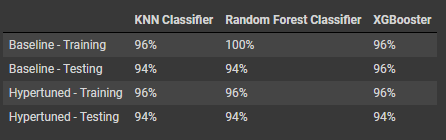 KNN Classifier Random Forest Classifier XGBooster
Baseline - Training 96% 100% 96%
Baseline - Testing 94% 94% 96%
Hypertuned - Training 96% 96% 96%
Hypertuned - Testing 94% 94% 94%